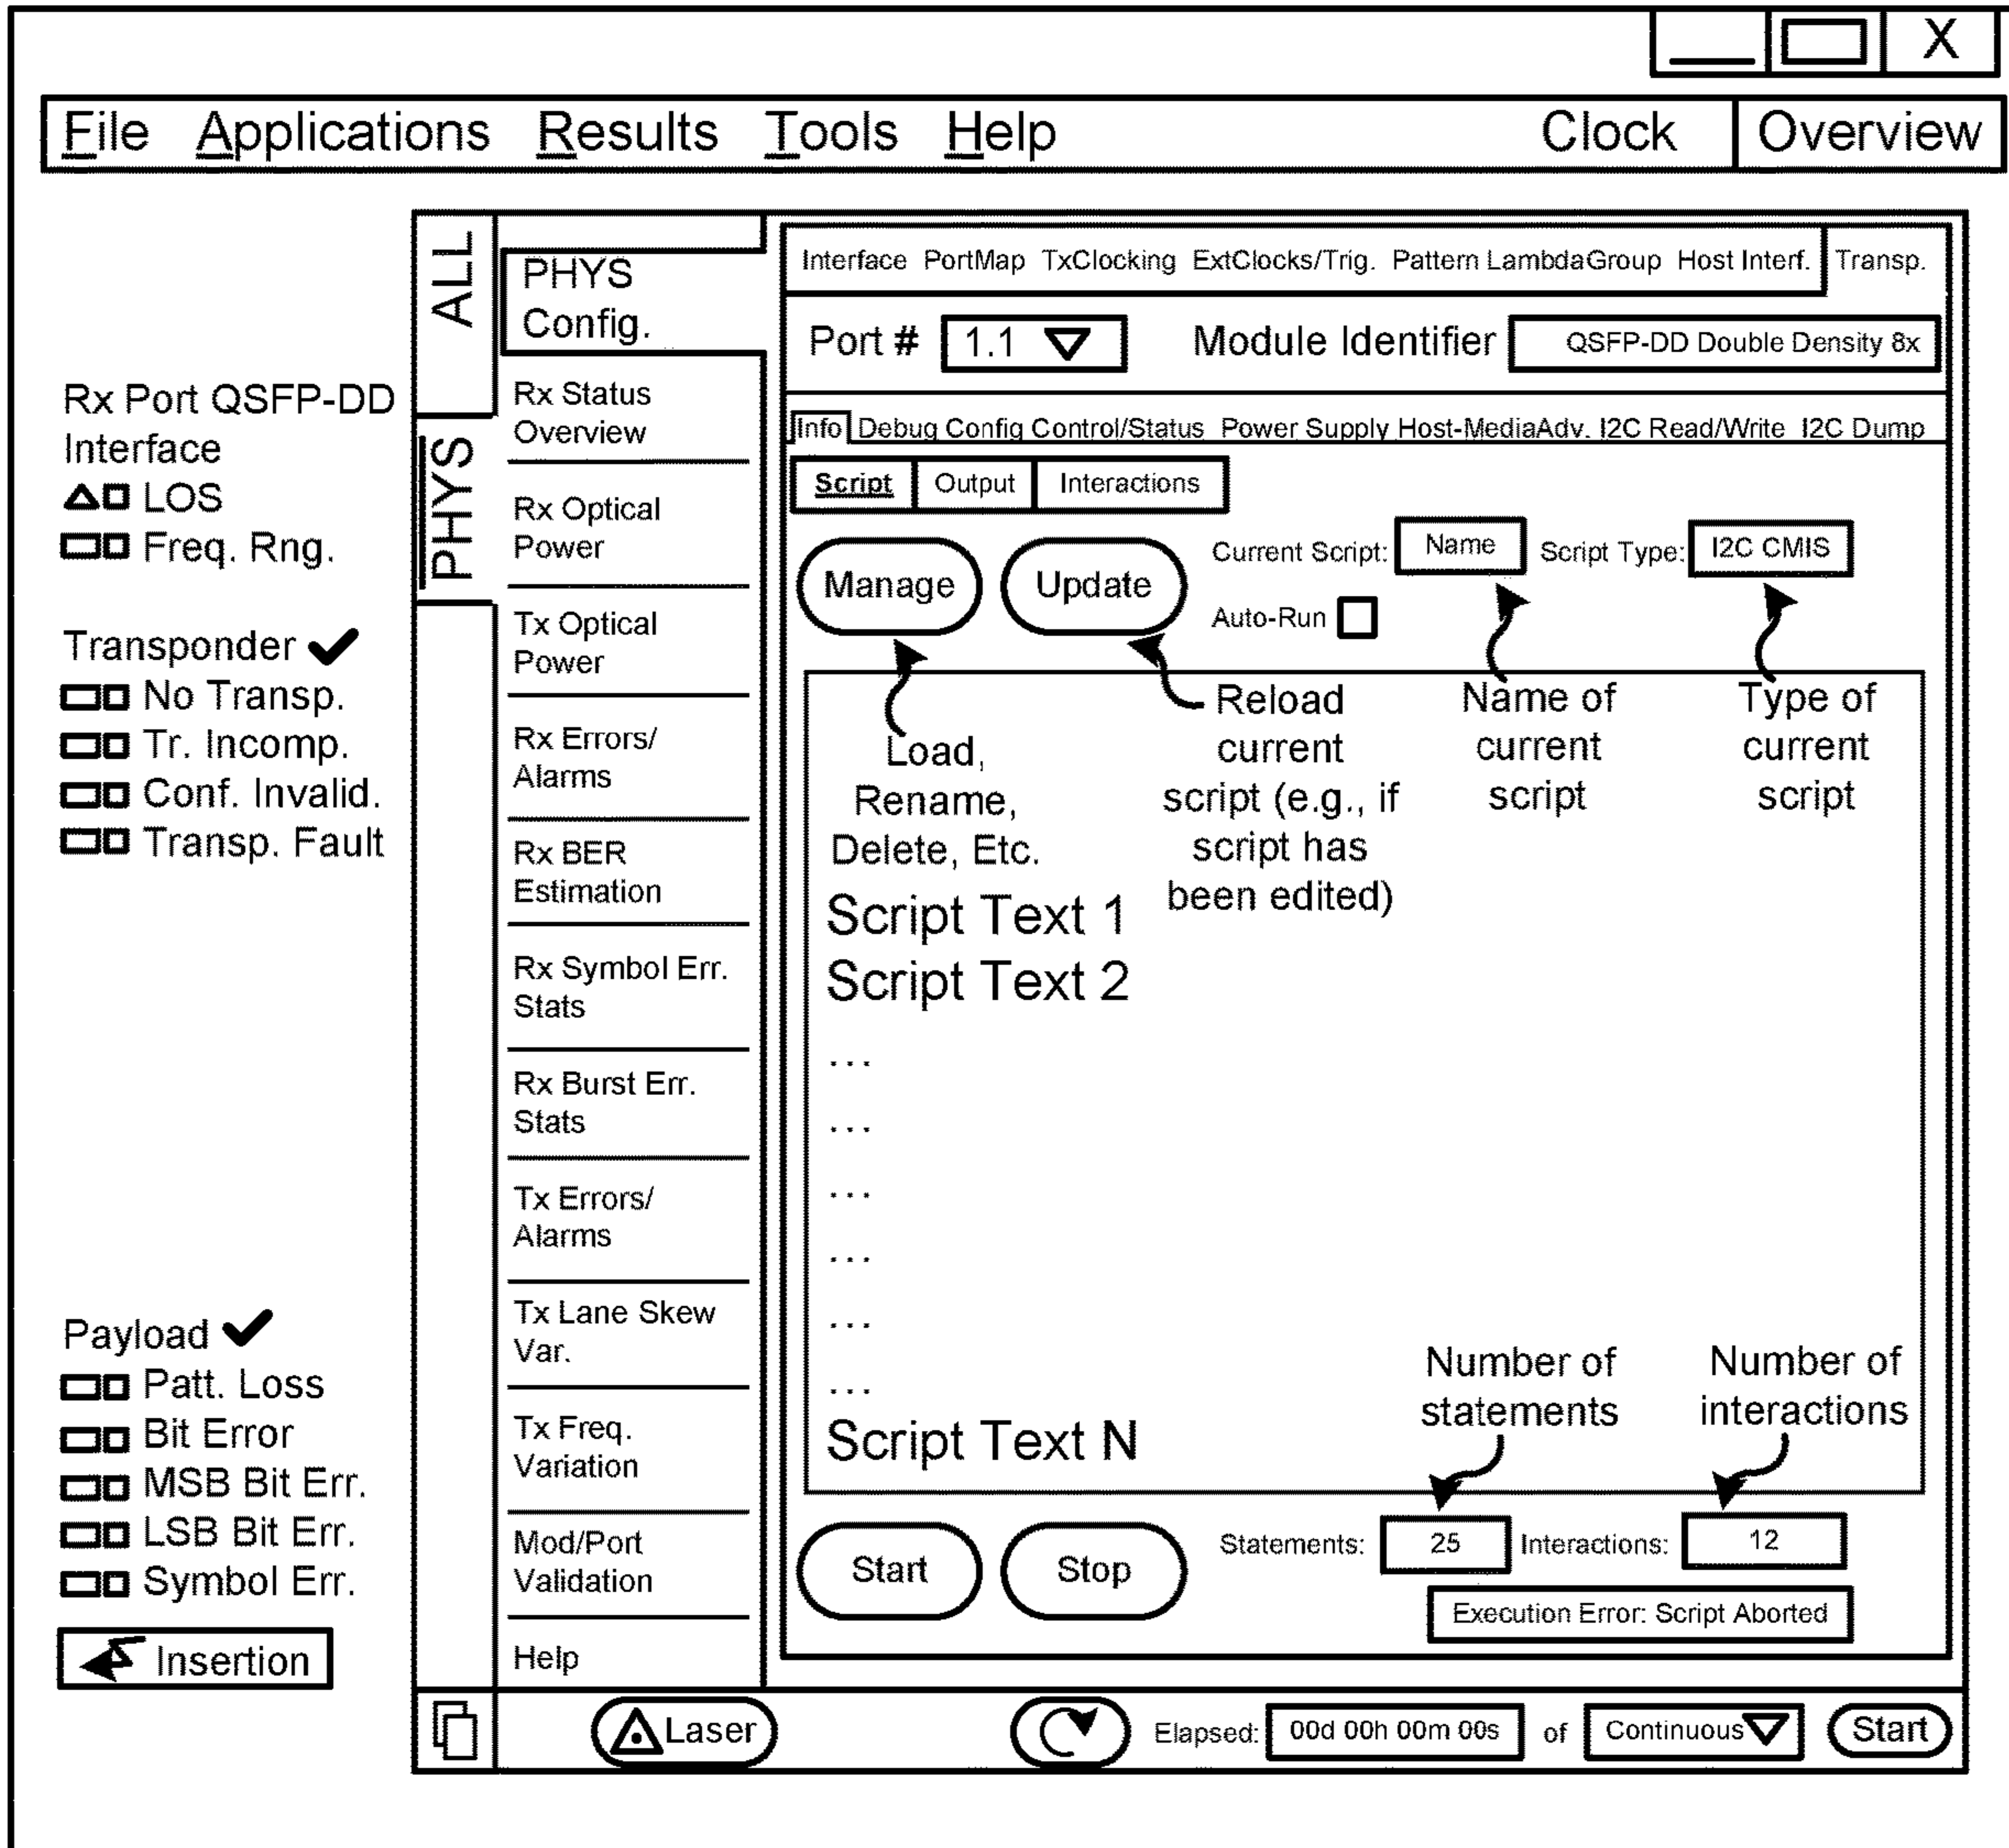 X
File Applications Results Tools Help Clock Overview
Rx Port QSFP-DD
Interface
LOS
Freq. Rng.
Transponder
No Transp.
Tr. Incomp.
Conf. Invalid.
Transp. Fault
Payload
Patt. Loss
Bit Error
MSB Bit Err.
LSB Bit Err.
Symbol Err.
Insertion
ALL
PHYS
PHYS
Config.
Rx Status
Overview
Rx Optical
Power
Tx Optical
Power
Rx Errors/
Alarms
Rx BER
Estimation
Rx Symbol Err.
Stats
Rx Burst Err.
Stats
Tx Errors/
Alarms
Tx Lane Skew
Var.
Tx Freq.
Variation
Mod/Port
Validation
Help
Interface PortMap TxClocking ExtClocks/Trig. Pattern LambdaGroup Host Interf. Transp.
Port # 1.1 Module Identifier QSFP-DD Double Density 8x
Info Debug Config Control/Status Power Supply Host-MediaAdv. I2C Read/Write I2C Dump
Script Output Interactions
Manage Update Current Script: Name Script Type: I2C CMIS
Auto-Run
Load,
Rename,
Delete, Etc.
Reload
current
script (e.g., if
script has
been edited)
Name of
current
script
Type of
current
script
Script Text 1
Script Text 2
...
...
...
...
...
...
Script Text N
Number of
statements
Number of
interactions
Start Stop Statements: 25 Interactions: 12
Execution Error: Script Aborted
Laser Elapsed: 00d 00h 00m 00s of Continuous Start